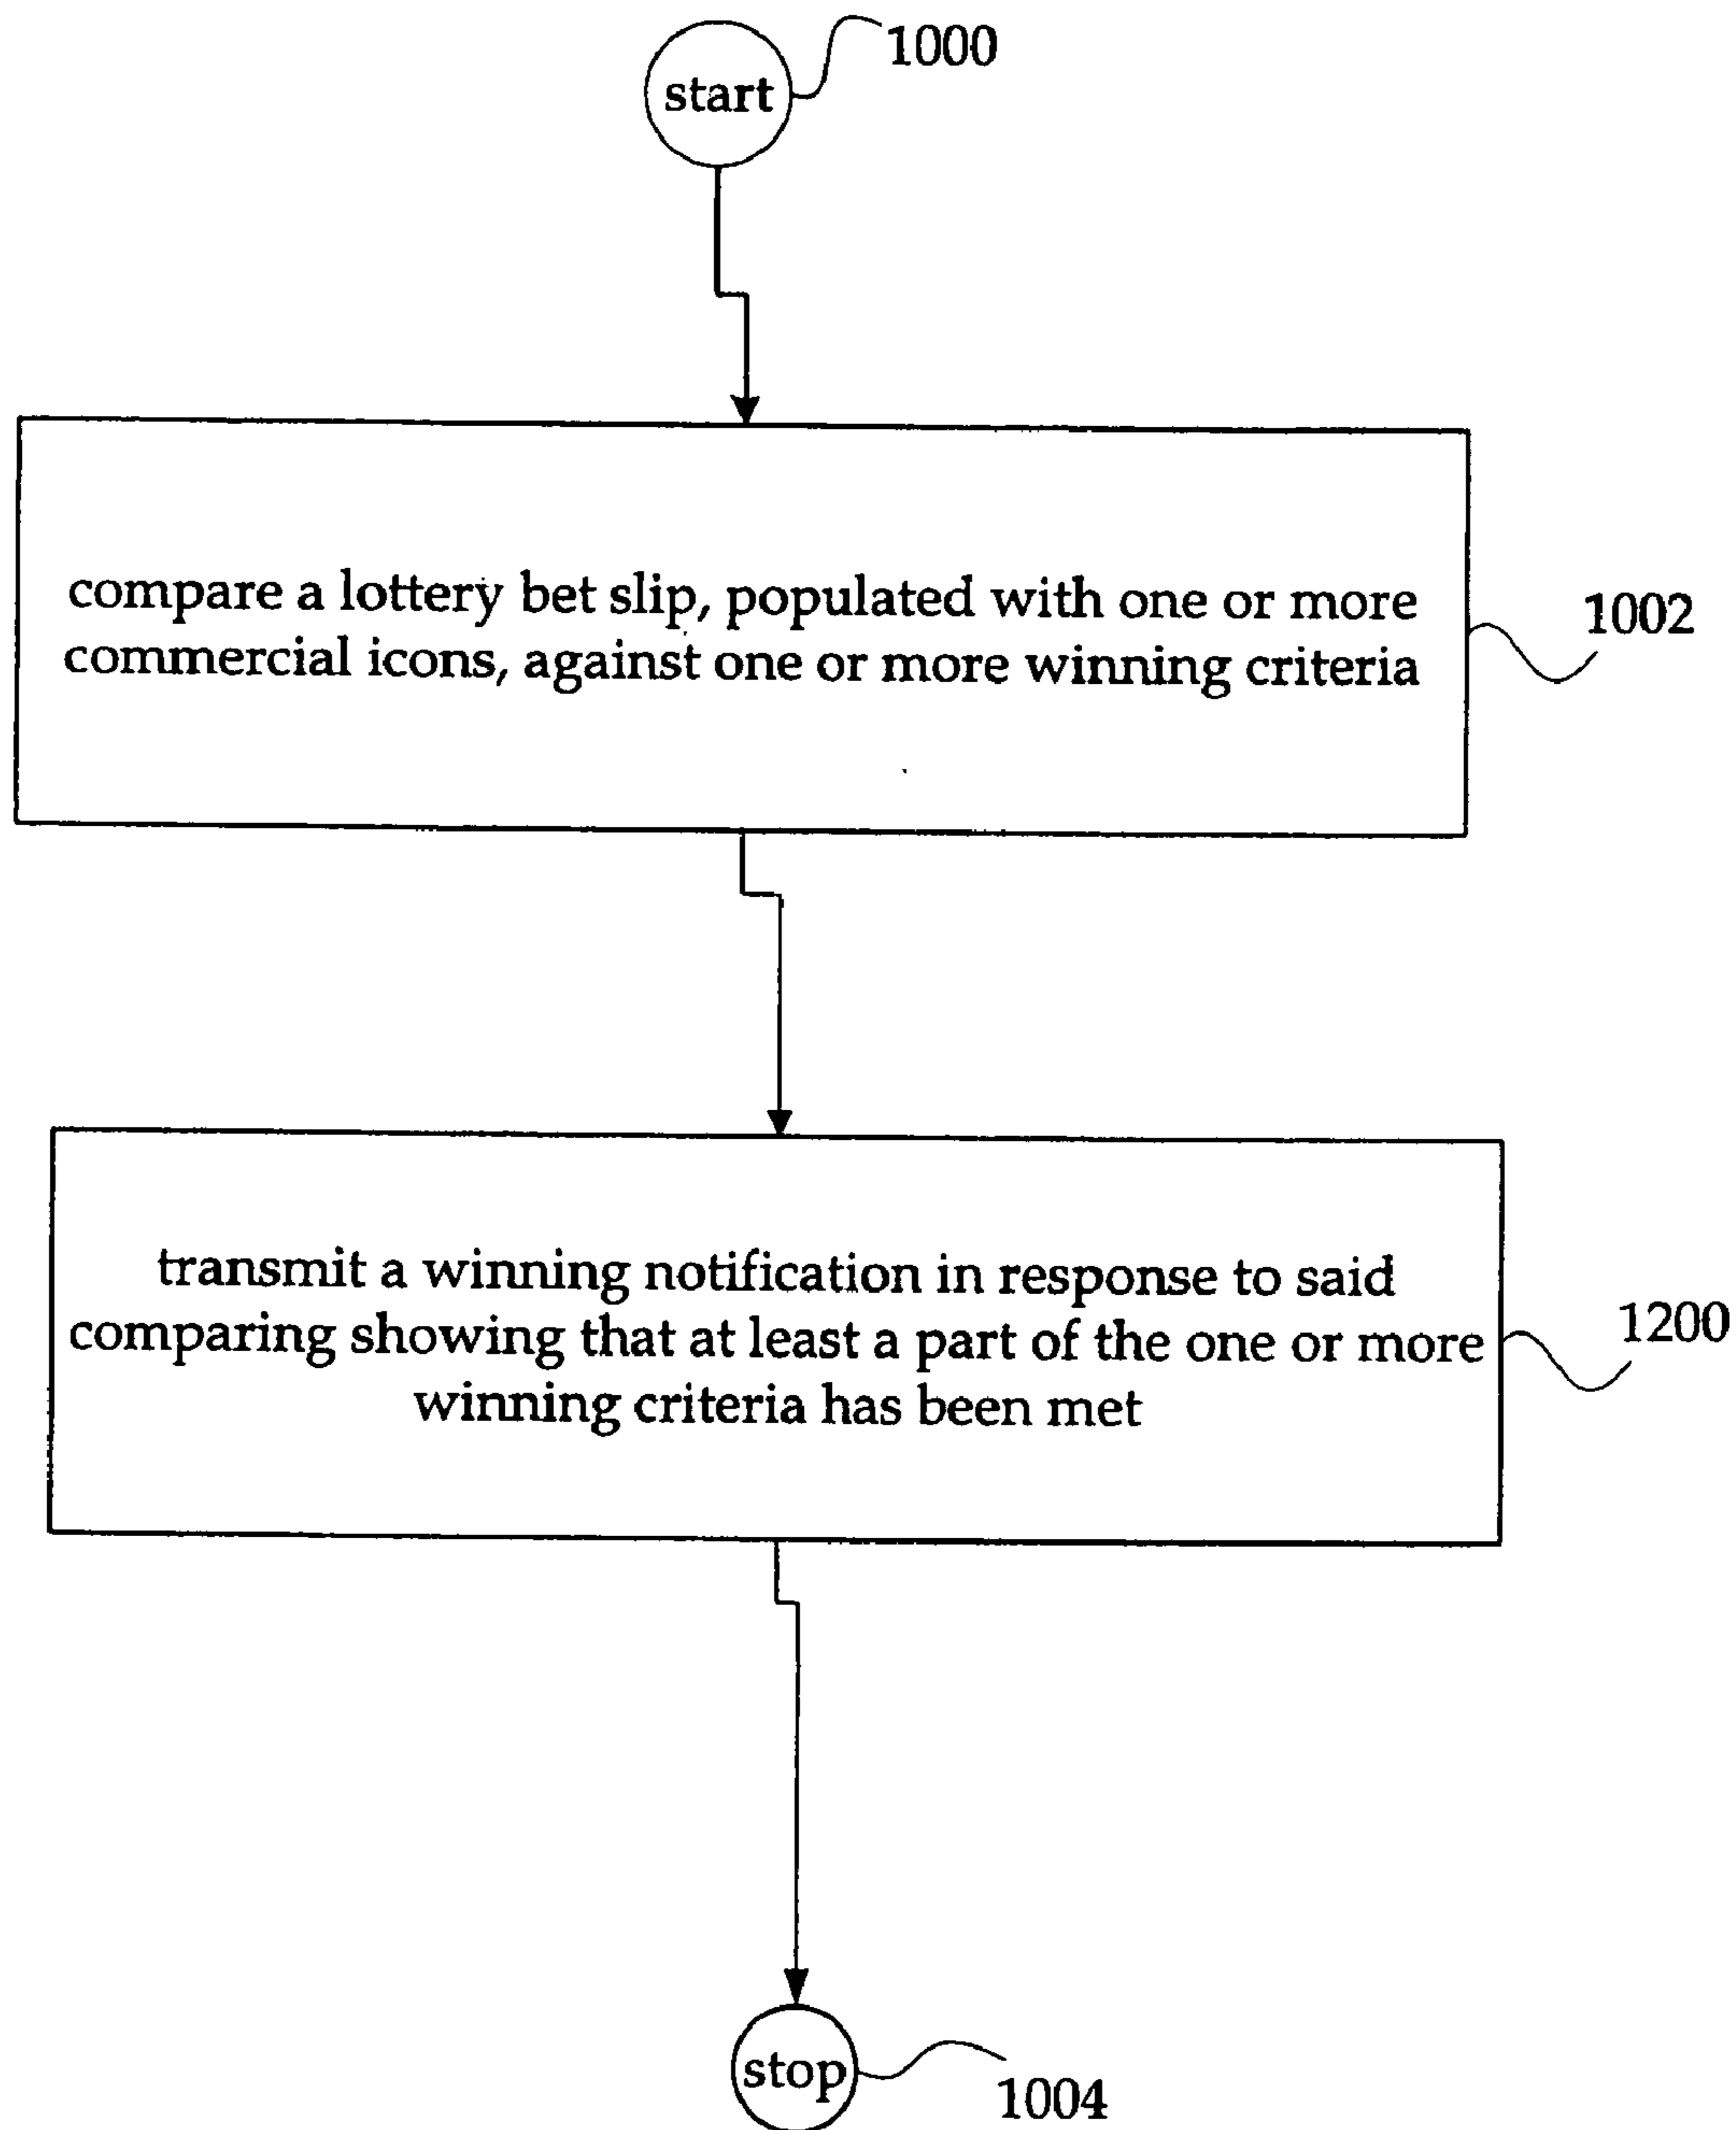 start
1000
compare a lottery bet slip, populated with one or more
commercial icons, against one or more winning criteria
1002
transmit a winning notification in response to said
comparing showing that at least a part of the one or more
winning criteria has been met
1200
stop
1004